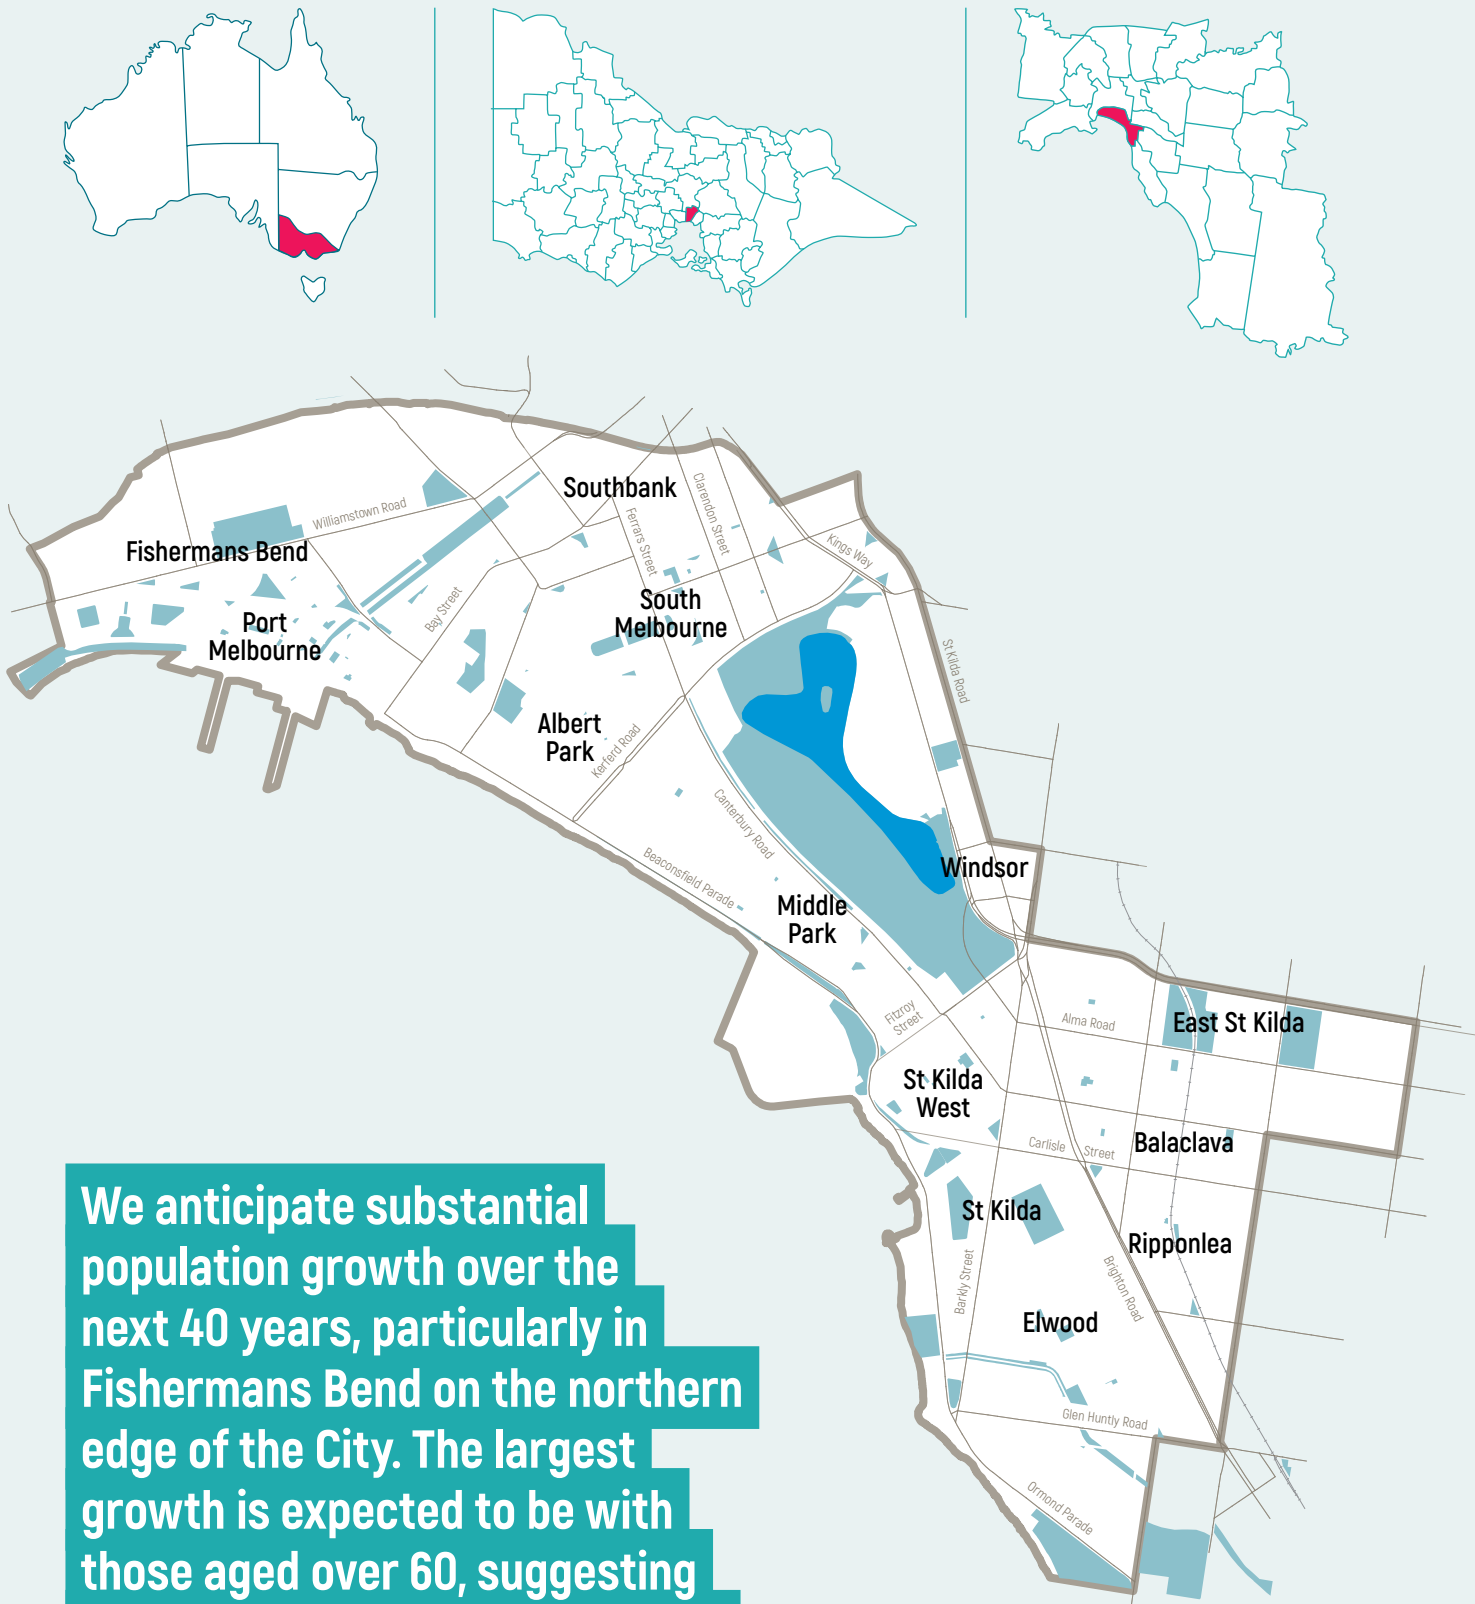 Southbank
Clarendon Street
Williamstown Road
Ferrars Street
Fishermans Bend
Kings Way
South
Melbourne
Bay Street
Port
Melbourne
St Kilda Road
Albert
Park
Kerferd Road
Canterbury Road
Windsor
Beaconsfield Parade
Middle
Park
Fitzroy
Street
Alma Road
East St Kilda
St Kilda
West
Carlisle Street
Balaclava
St Kilda
Ripponlea
Barkly Street
Brighton Road
Elwood
Glen Huntly Road
Ormond Parade
We anticipate substantial
population growth over the
next 40 years, particularly in
Fishermans Bend on the northern
edge of the City. The largest
growth is expected to be with
those aged over 60, suggesting